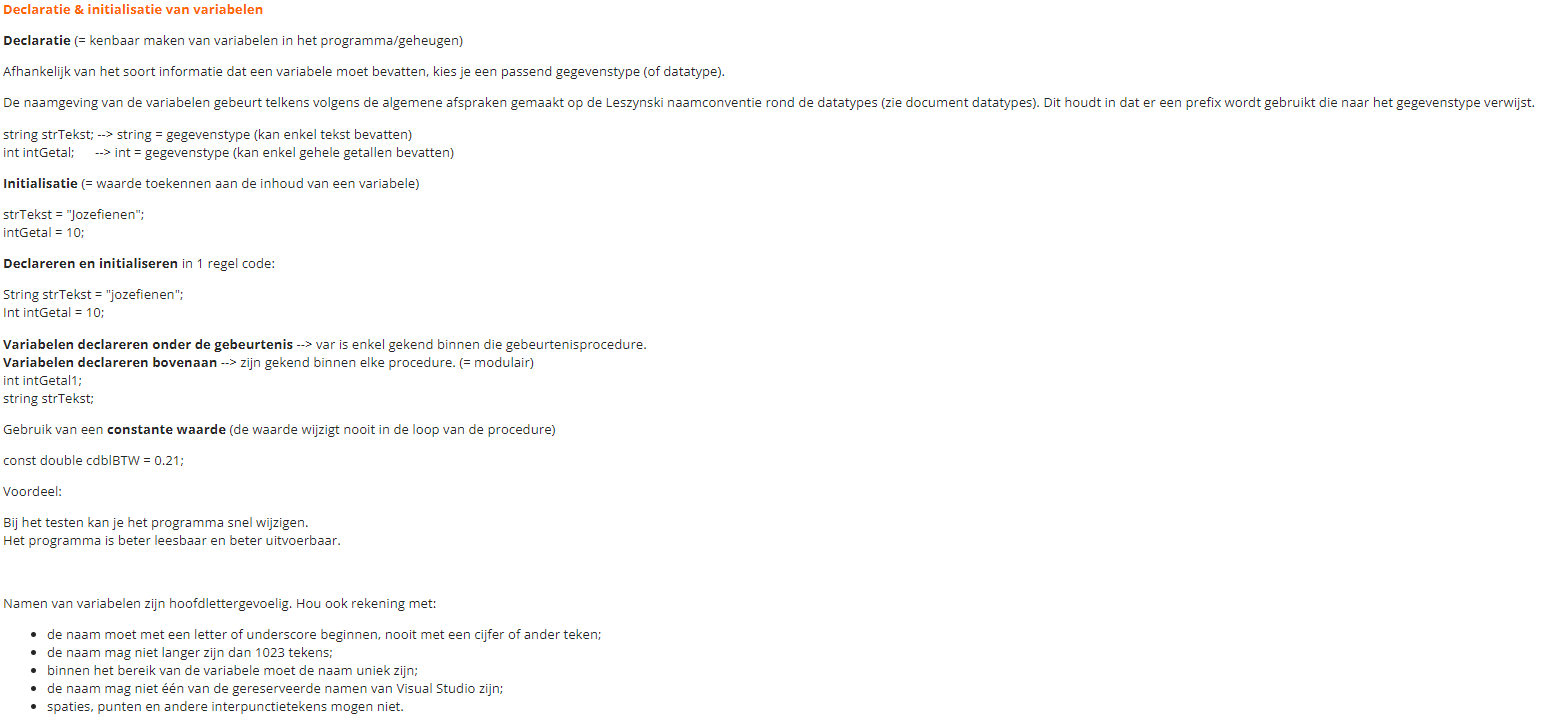 Declaratie & initialisatie van variabelen
Declaratie (= kenbaar maken van variabelen in het programma/geheugen)
Afhankelijk van het soort informatie dat een variabele moet bevatten, kies je een passend gegevenstype (of datatype).
De naamgeving van de variabelen gebeurt telkens volgens de algemene afspraken gemaakt op de Leszynski naamconventie rond de datatypes (zie document datatypes). Dit houdt in dat er een prefix wordt gebruikt die naar het gegevenstype verwijst.
string strTekst; --> string = gegevenstype (kan enkel tekst bevatten)
int intGetal; --> int = gegevenstype (kan enkel gehele getallen bevatten)
Initialisatie (= waarde toekennen aan de inhoud van een variabele)
strTekst = "Jozefienen";
intGetal = 10;
Declareren en initialiseren in 1 regel code:
String strTekst = "jozefienen";
Int intGetal = 10;
Variabelen declareren onder de gebeurtenis --> var is enkel gekend binnen die gebeurtenisprocedure.
Variabelen declareren bovenaan --> zijn gekend binnen elke procedure. (= modulair)
int intGetal1;
string strTekst;
Gebruik van een constante waarde (de waarde wijzigt nooit in de loop van de procedure)
const double cdblBTW = 0.21;
Voordeel:
Bij het testen kan je het programma snel wijzigen.
Het programma is beter leesbaar en beter uitvoerbaar.
Namen van variabelen zijn hoofdlettergevoelig. Hou ook rekening met:
• de naam moet met een letter of underscore beginnen, nooit met een cijfer of ander teken;
• de naam mag niet langer zijn dan 1023 tekens;
• binnen het bereik van de variabele moet de naam uniek zijn;
• de naam mag niet één van de gereserveerde namen van Visual Studio zijn;
• spaties, punten en andere interpunctietekens mogen niet.